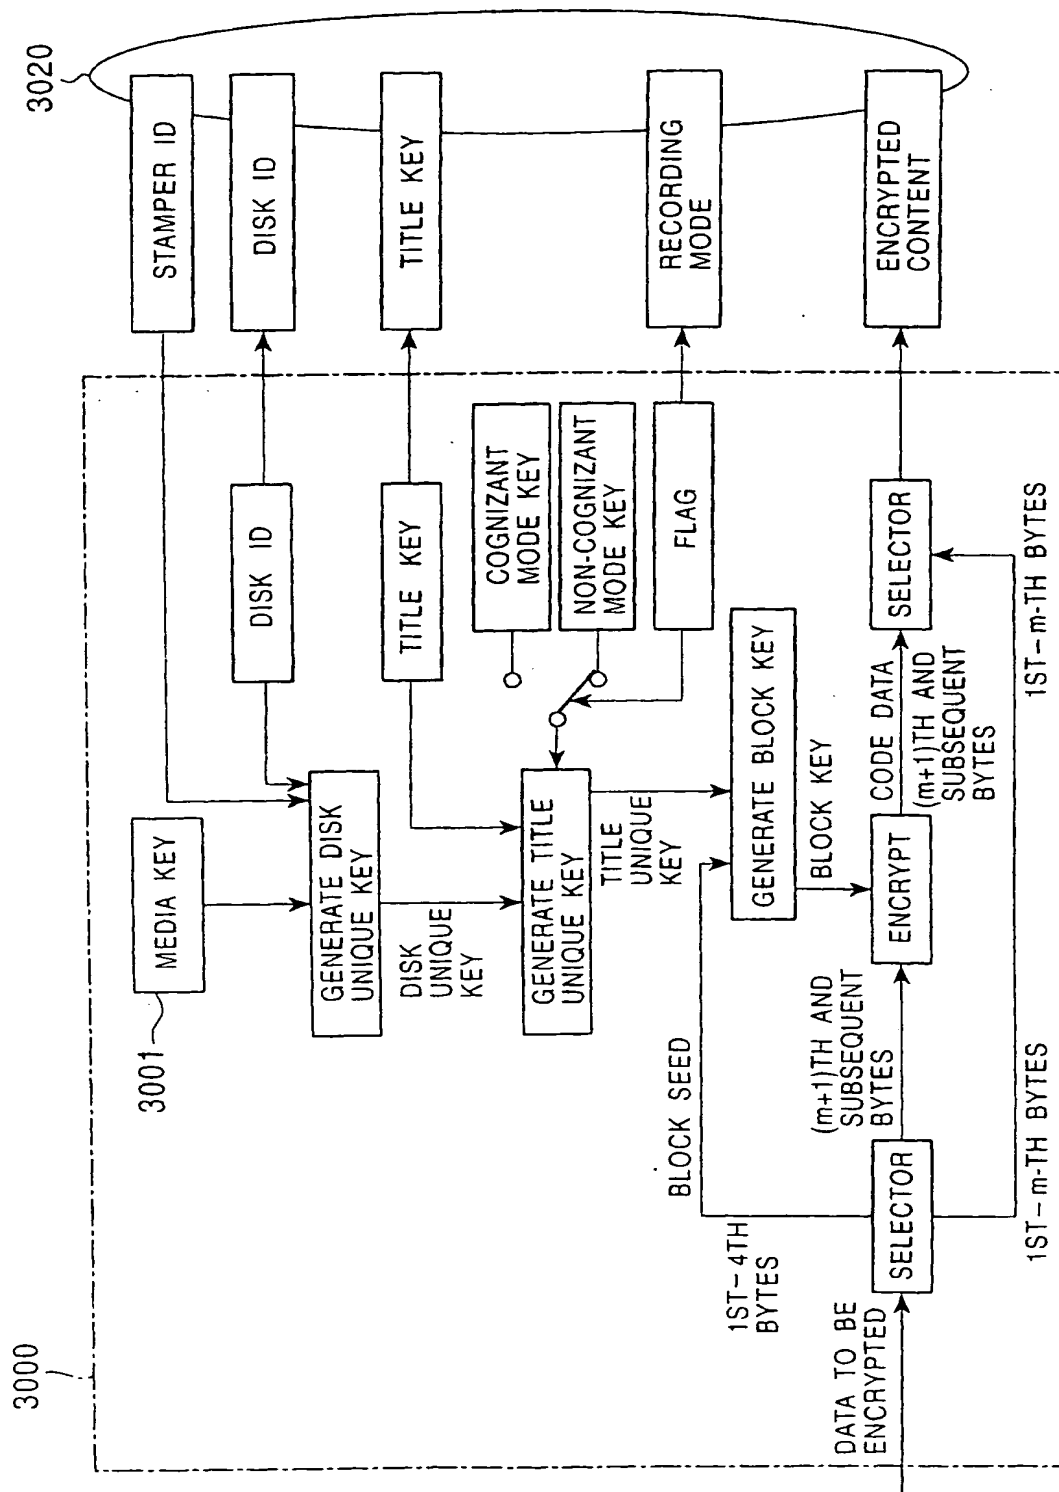 3000
3020
3001
MEDIA KEY
STAMPER ID
DISK ID
DISK ID
GENERATE DISK
UNIQUE KEY
DISK
UNIQUE
KEY
TITLE KEY
TITLE KEY
GENERATE TITLE
UNIQUE KEY
COGNIZANT
MODE KEY
NON-COGNIZANT
MODE KEY
TITLE
UNIQUE
KEY
FLAG
RECORDING
MODE
BLOCK SEED
1ST-4TH
BYTES
GENERATE BLOCK KEY
BLOCK KEY
DATA TO BE
ENCRYPTED
SELECTOR
(m+1)TH AND
SUBSEQUENT
BYTES
ENCRYPT
CODE DATA
(m+1)TH AND
SUBSEQUENT
BYTES
SELECTOR
ENCRYPTED
CONTENT
1ST-m-TH BYTES
1ST-m-TH BYTES